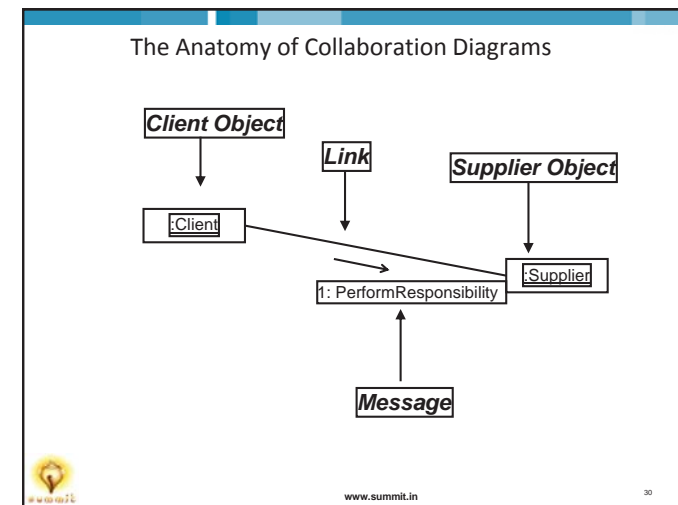 The Anatomy of Collaboration Diagrams
Client Object
Link
Supplier Object
:Client
:Supplier
1: PerformResponsibility
Message
summit
www.summit.in
30